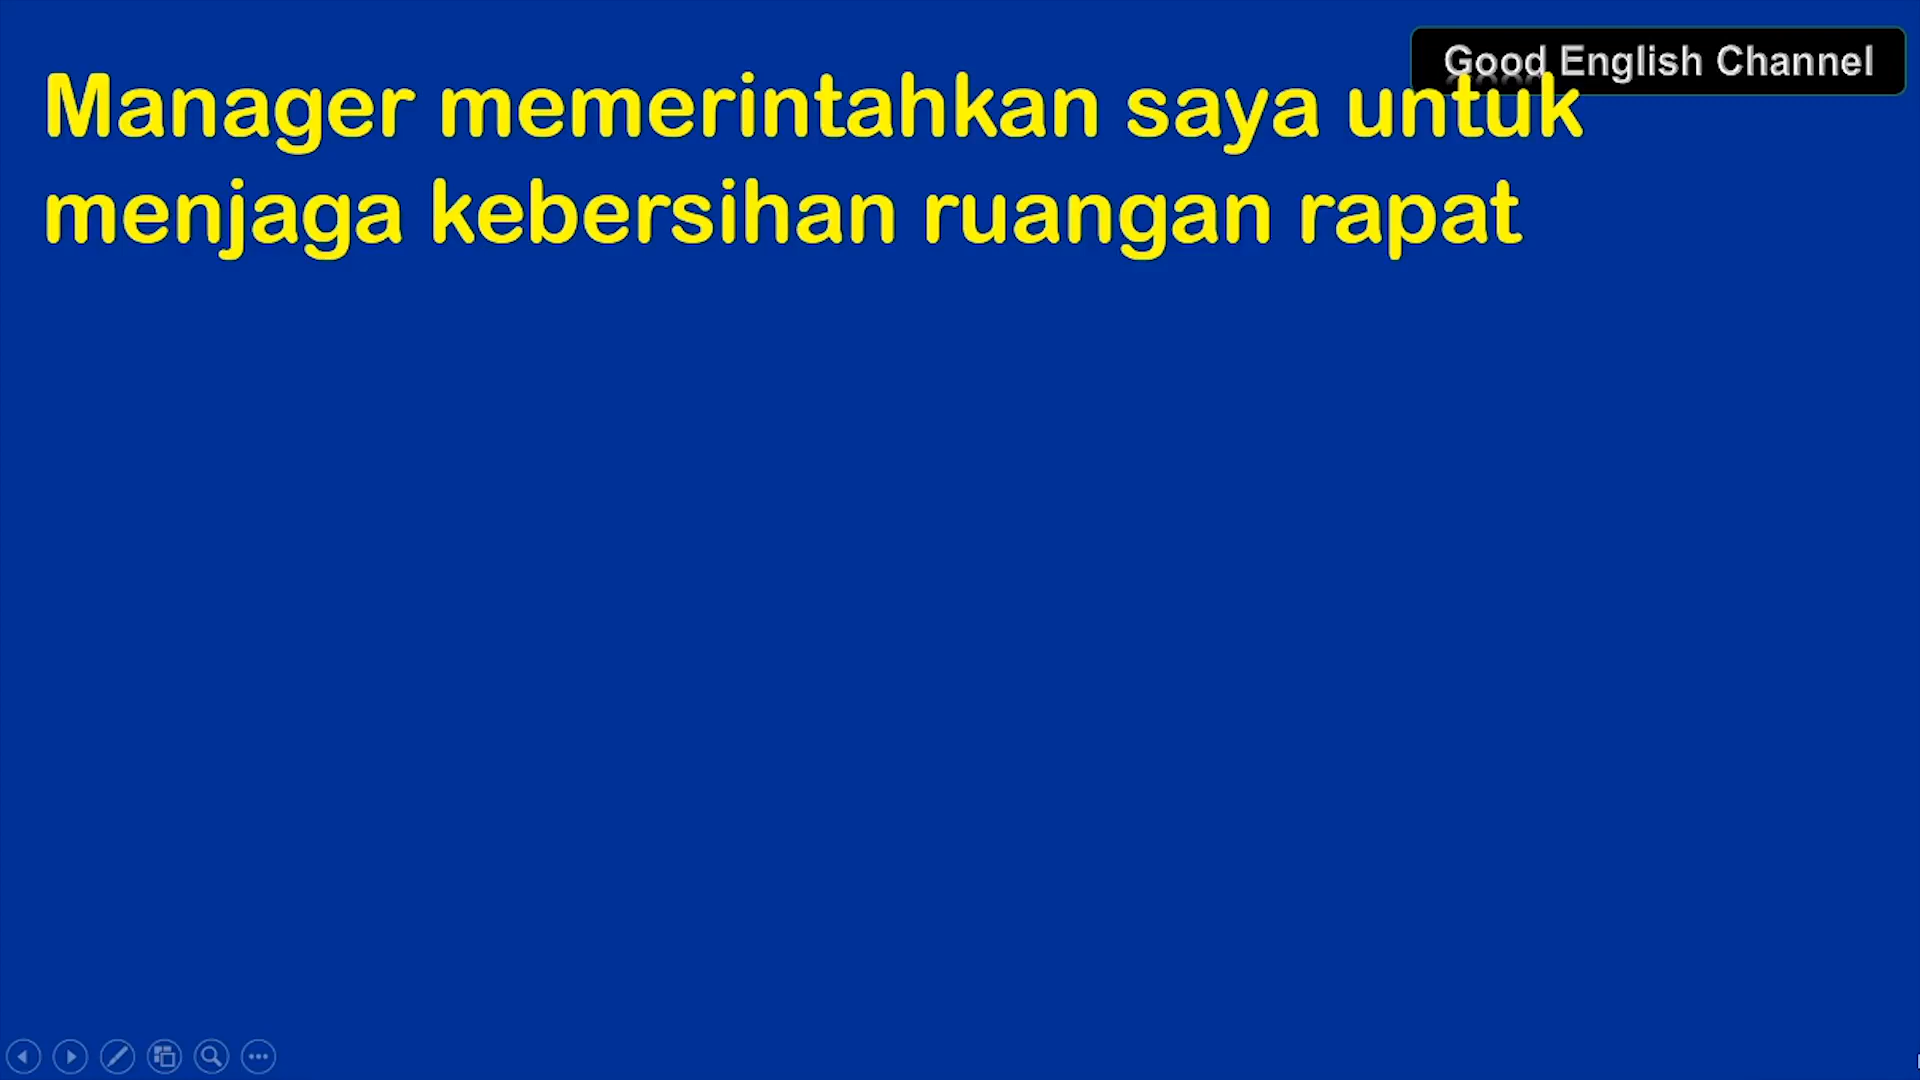 Good English Channel
Manager memerintahkan saya untuk
menjaga kebersihan ruangan rapat